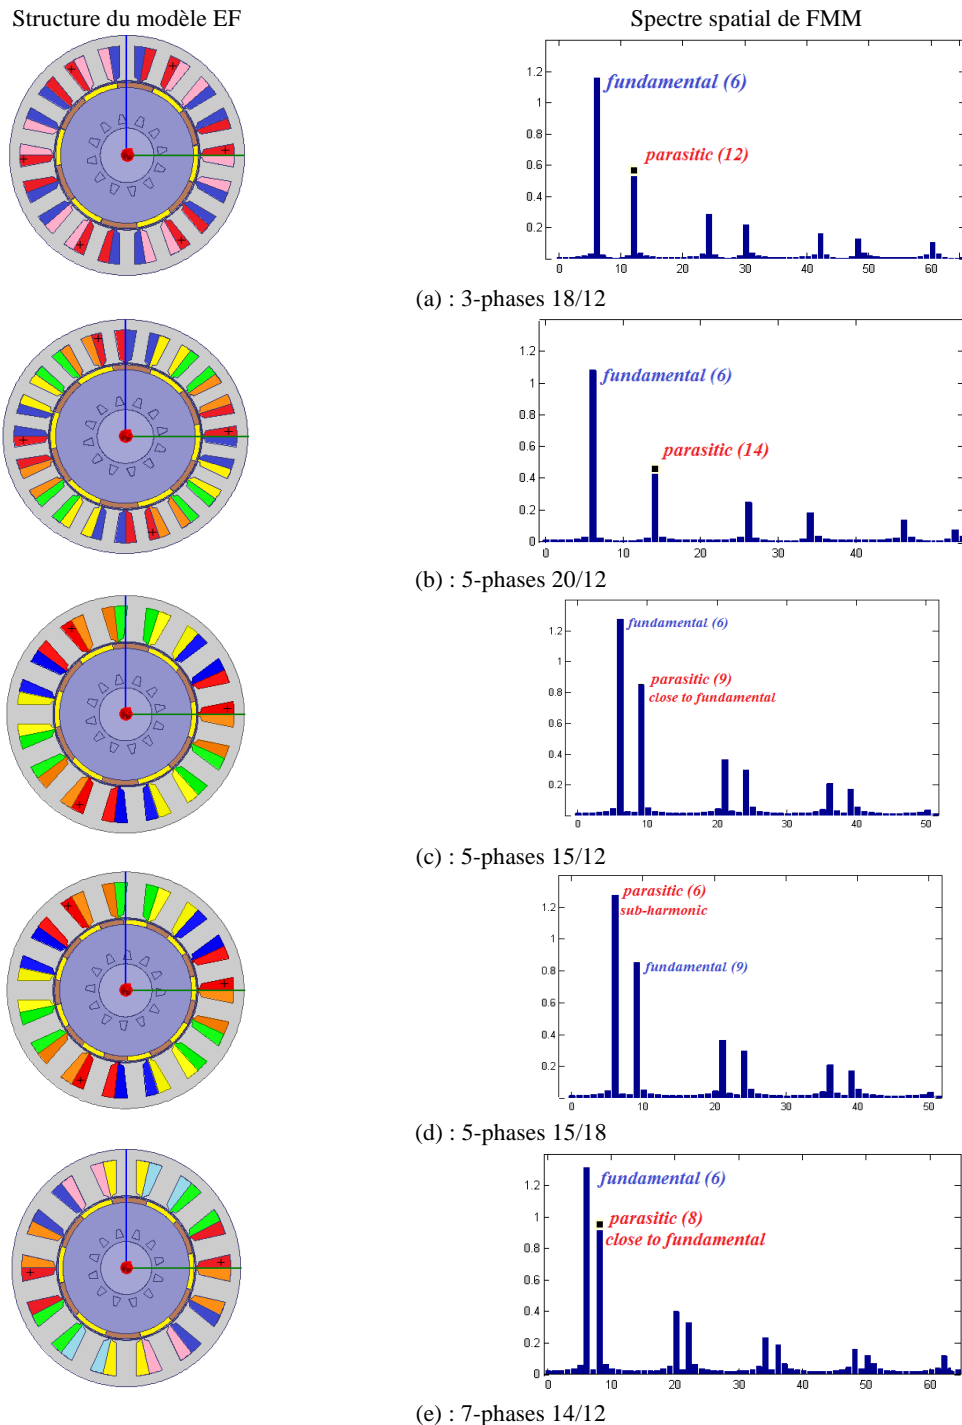 Structure du modèle EF
Spectre spatial de FMM
1.2
1
0.8
0.6
0.4
0.2
fundamental (6)
parasitic (12)
0 10 20 30 40 50 60
(a) : 3-phases 18/12
1.2
1
0.8
0.6
0.4
0.2
0
fundamental (6)
parasitic (14)
0 10 20 30 40
(b) : 5-phases 20/12
1.2
1
0.8
0.6
0.4
0.2
fundamental (6)
parasitic (9)
close to fundamental
0 10 20 30 40 50
(c) : 5-phases 15/12
1.2
1
0.8
0.6
0.4
0.2
parasitic (6)
sub-harmonic
fundamental (9)
0 10 20 30 40 50
(d) : 5-phases 15/18
1.2
1
0.8
0.6
0.4
0.2
0
fundamental (6)
parasitic (8)
close to fundamental
0 10 20 30 40 50 60
(e) : 7-phases 14/12